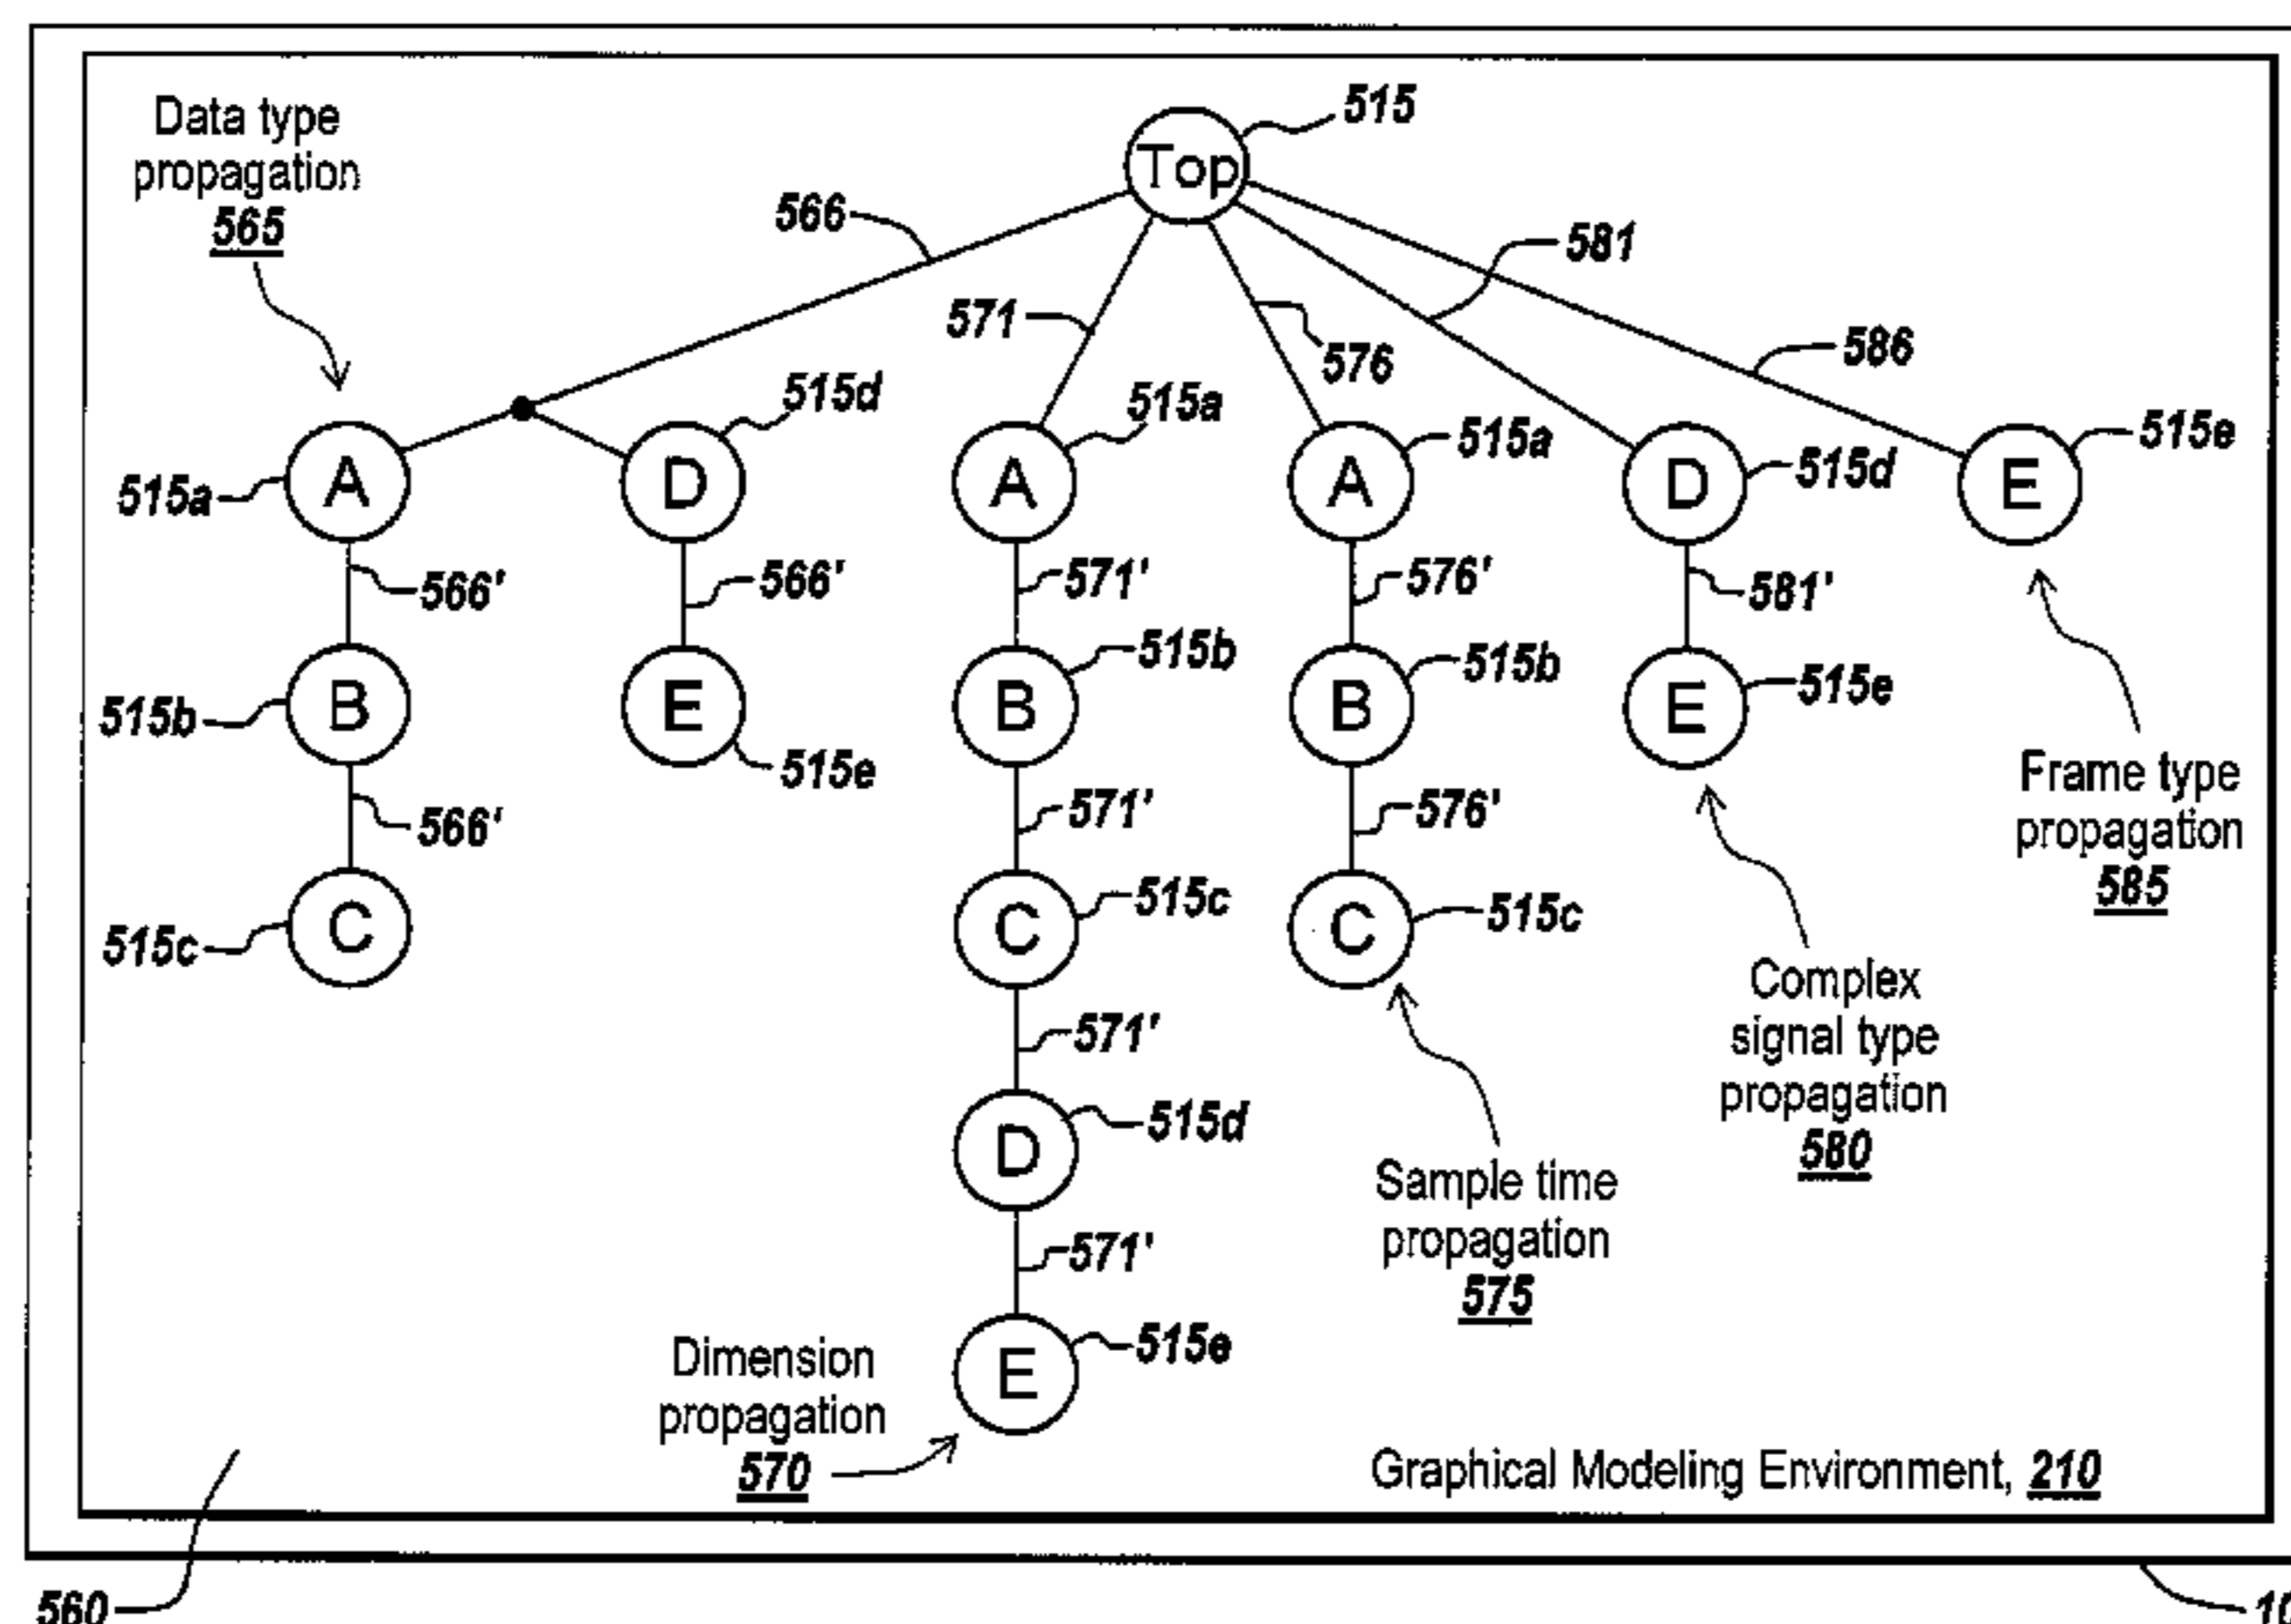 Data type
propagation
565
515
Top
566
581
571
576
586
515d
515a
515a
515e
A
D
A
A
D
E
515a
515d
566'
566'
571'
576'
581'
515b
515b
515b
B
E
B
B
E
515e
515e
566'
571'
576'
Frame type
propagation
585
515c
C
C
515c
C
515c
571'
Complex
signal type
propagation
580
D
515d
Sample time
propagation
575
571'
Dimension
propagation
570
E
515e
Graphical Modeling Environment, 210
560